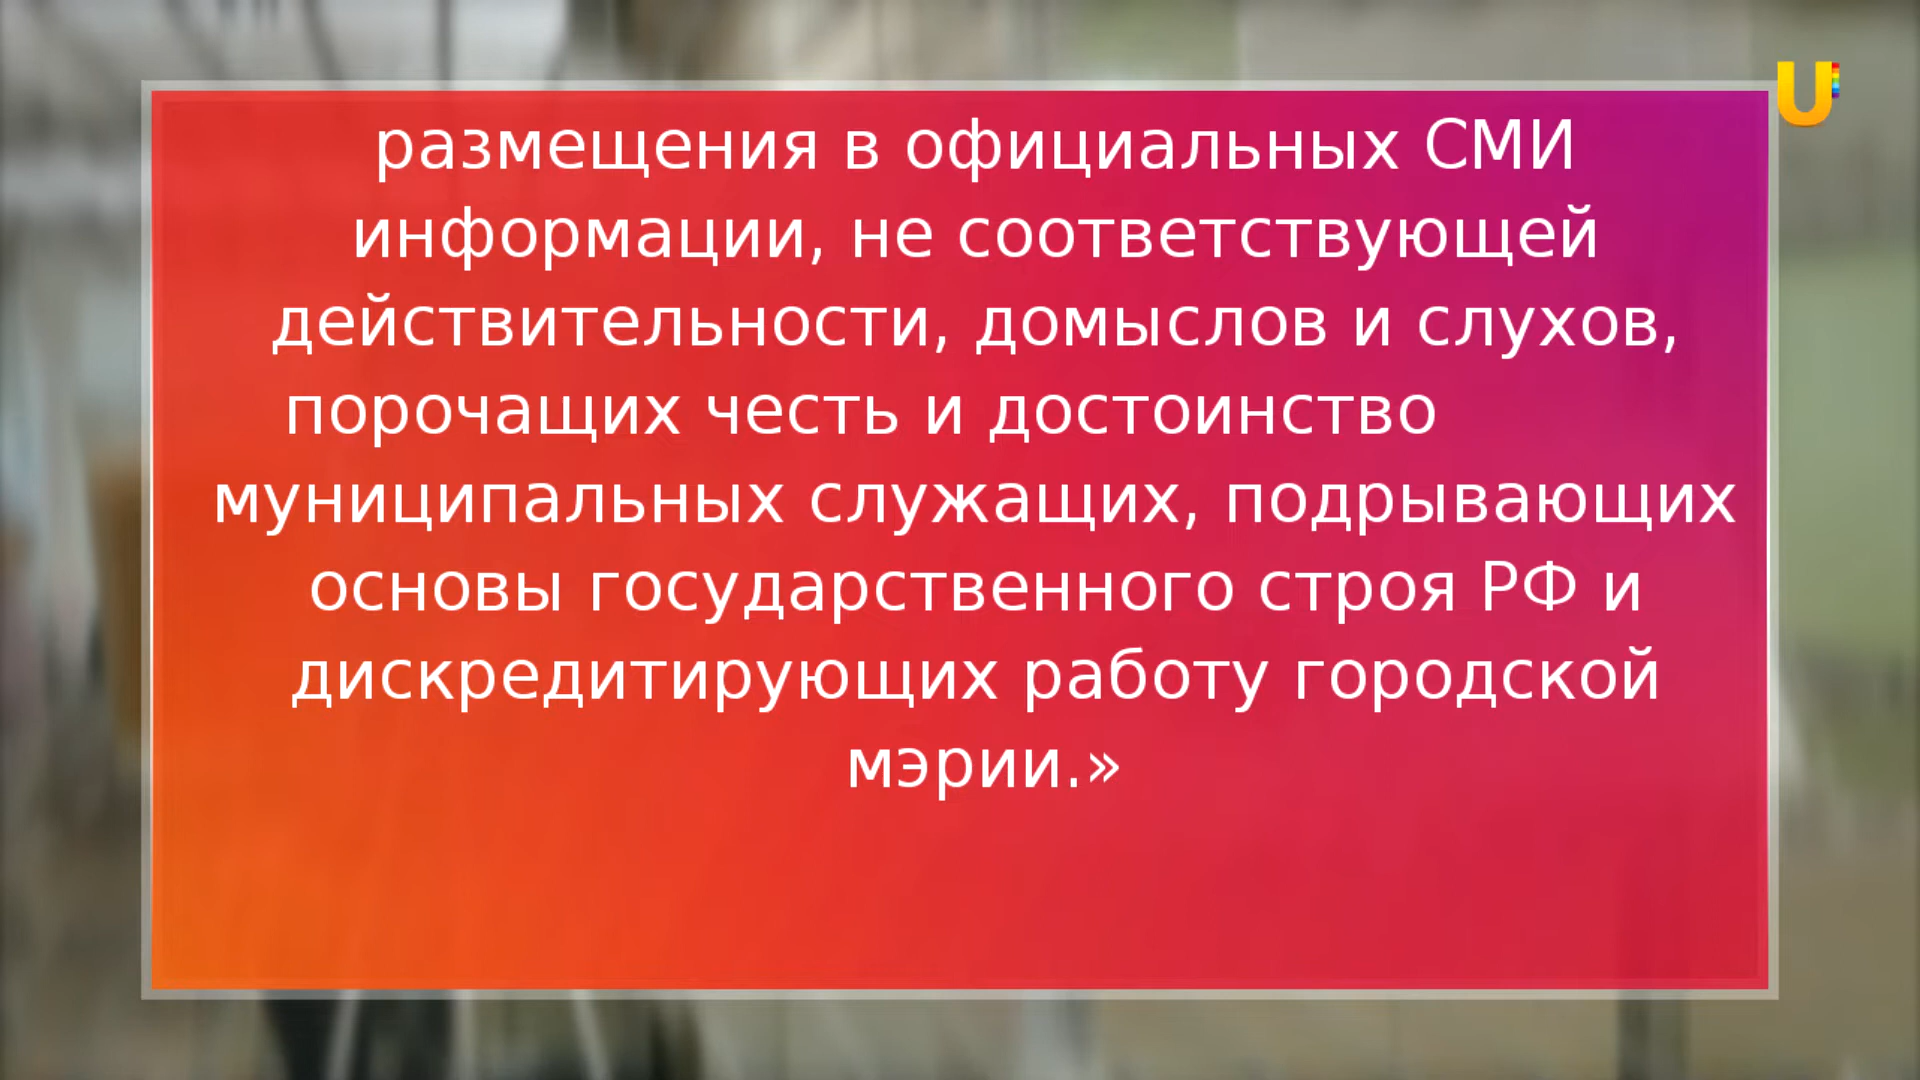 U
размещения в официальных СМИ
информации, не соответствующей
действительности, домыслов и слухов,
порочащих честь и достоинство
муниципальных служащих, подрывающих
основы государственного строя РФ и
дискредитирующих работу городской
мэрии.»